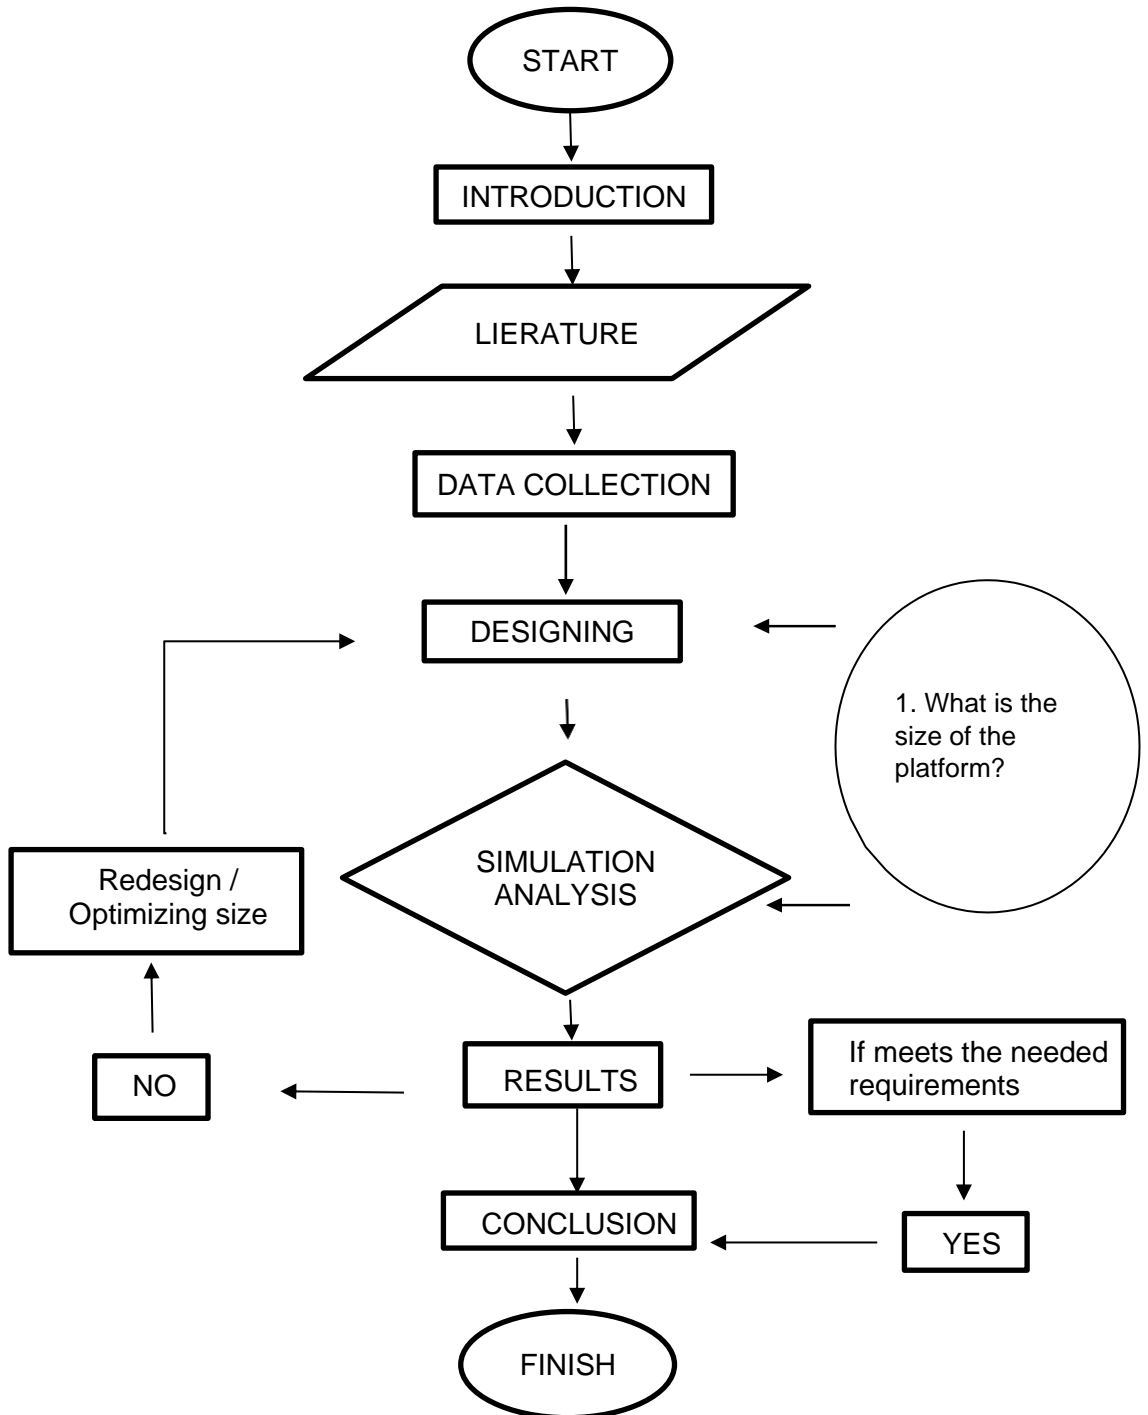 START
INTRODUCTION
LIERATURE
DATA COLLECTION
DESIGNING
1. What is the
size of the
platform?
SIMULATION
ANALYSIS
Redesign /
Optimizing size
If meets the needed
requirements
RESULTS
NO
CONCLUSION
YES
FINISH